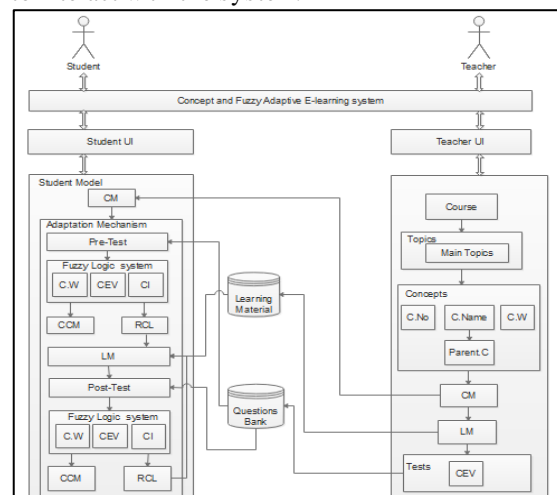 Student
Teacher
Concept and Fuzzy Adaptive E-learning system
Student UI
Teacher UI
Student Model
CM
Adaptation Mechanism
Pre-Test
Fuzzy Logic system
C.W CEV CI
CCM RCL
LM
Post-Test
Fuzzy Logic system
C.W CEV CI
CCM RCL
Learning
Material
Questions
Bank
Course
Topics
Main Topics
Concepts
C.No C.Name C.W
Parent.C
CM
LM
Tests
CEV